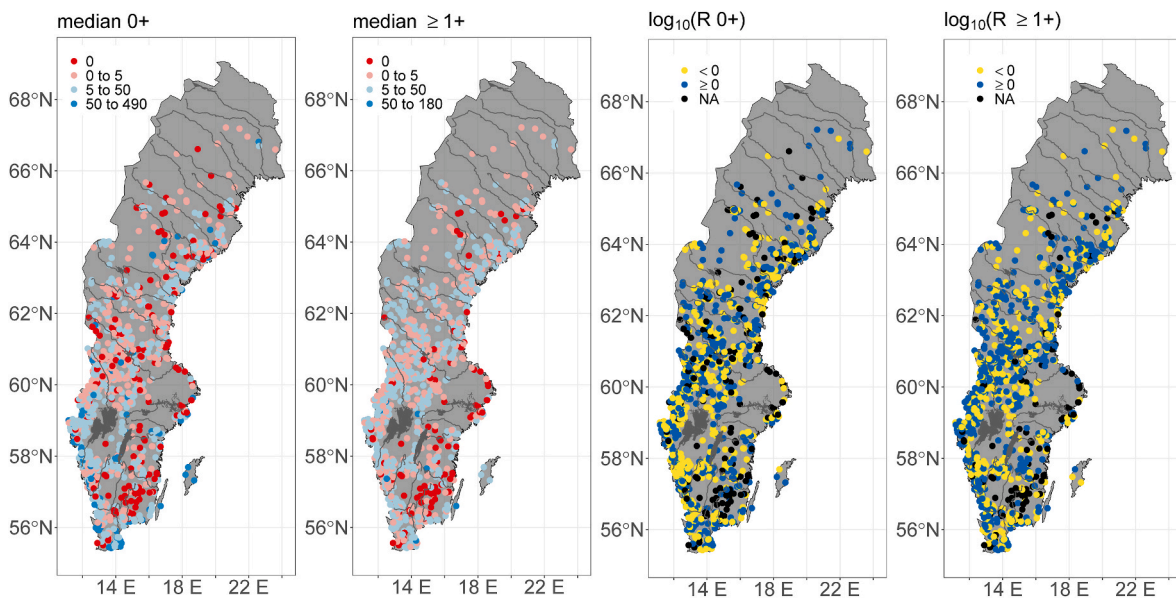 median 0+
0
0 to 5
5 to 50
50 to 490
68°N
66°N
64°N
62°N
60°N
58°N
56°N
14 E 18 E 22 E
median ≥ 1+
0
0 to 5
5 to 50
50 to 180
68°N
66°N
64°N
62°N
60°N
58°N
56°N
14 E 18 E 22 E
log₁₀(R 0+)
< 0
≥ 0
NA
68°N
66°N
64°N
62°N
60°N
58°N
56°N
14 E 18 E 22 E
log₁₀(R ≥ 1+)
< 0
≥ 0
NA
68°N
66°N
64°N
62°N
60°N
58°N
56°N
14 E 18 E 22 E